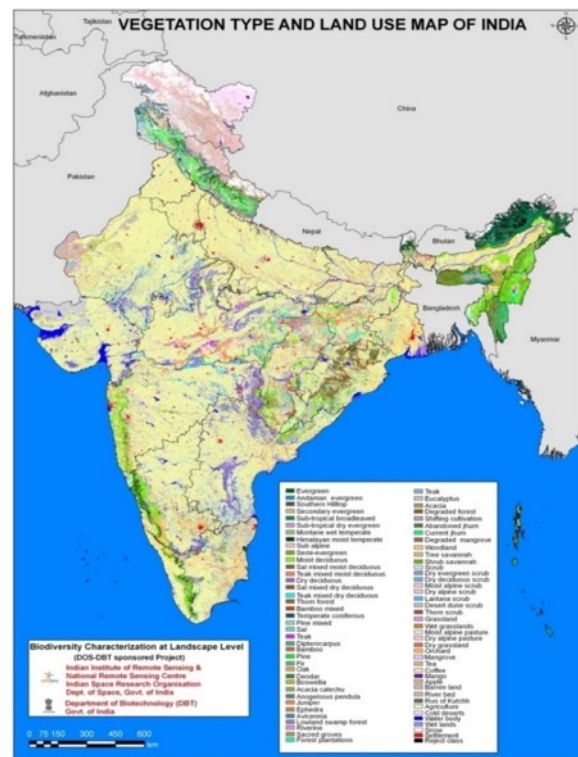 VEGETATION TYPE AND LAND USE MAP OF INDIA
Tajikistan
Turkmenistan
Afghanistan
China
Pakistan
Nepal
Bhutan
Bangladesh
Myanmar
Evergreen
Andaman evergreen
Southern Hilltop
Secondary evergreen
Sub-tropical broadleaved
Sub-tropical dry evergreen
Montane wet temperate
Himalayan moist temperate
Sub alpine
Semi-evergreen
Moist deciduous
Sal mixed moist deciduous
Teak mixed moist deciduous
Dry deciduous
Sal mixed dry deciduous
Teak mixed dry deciduous
Thorn forest
Bamboo mixed
Temperate coniferous
Pine mixed
Sal
Teak
Dipterocarpus
Bamboo
Pine
Fir
Oak
Deodar
Boswellia
Acacia catechu
Anogeissus pendula
Juniper
Ephedra
Avicennia
Lowland swamp forest
Riverine
Sacred groves
Forest plantations
Teak
Eucalyptus
Acacia
Degraded forest
Shifting cultivation
Abandoned jhum
Current jhum
Degraded mangrove
Woodland
Tree savannah
Shrub savannah
Scrub
Dry evergreen scrub
Dry deciduous scrub
Moist alpine scrub
Dry alpine scrub
Lantana scrub
Desert dune scrub
Thorn scrub
Grassland
Wet grasslands
Moist alpine pasture
Dry alpine pasture
Dry grassland
Orchard
Mangrove
Tea
Coffee
Mango
Apple
Barren land
River bed
Run of Kutchh
Agriculture
Cold deserts
Water body
Wet lands
Snow
Settlement
Reject class
Biodiversity Characterization at Landscape Level
(DOS-DBT sponsored Project)
Indian Institute of Remote Sensing &
National Remote Sensing Centre
Indian Space Research Organisation
Dept. of Space, Govt. of India
Department of Biotechnology (DBT)
Govt. of India
0 75 150 300 450 600
km